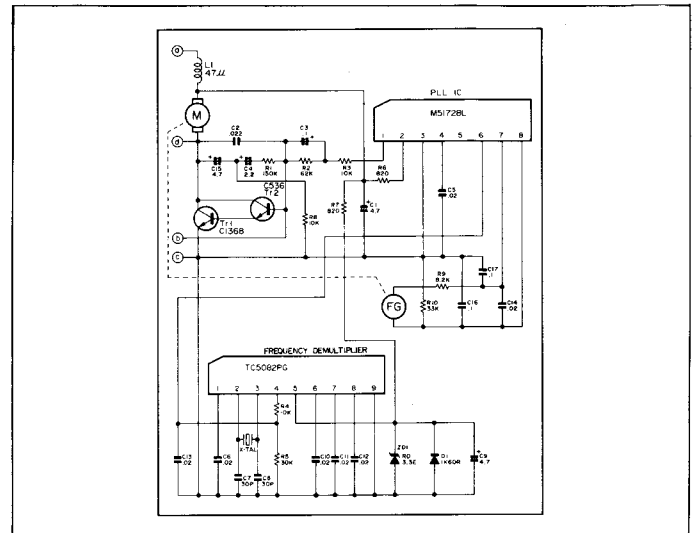 a
L1
47μ
M
PLL IC
M51728L
1 2 3 4 5 6 7 8
d
C2
.022
C3
.1
C15
4.7
C4
2.2
R1
150K
R2
62K
R3
10K
R6
820
C536
Tr2
Tr1
C1368
R8
10K
R7
820
C1
4.7
C5
.02
b
c
C17
.1
R9
8.2K
FG
R10
33K
C16
.1
C14
.02
FREQUENCY DEMULTIPLIER
TC5082PG
1 2 3 4 5 6 7 8 9
R4
X-TAL
R5
30K
C13
.02
C6
.02
C7
30P
C8
30P
C10
.02
C11
.02
C12
.02
ZD1
RD
3.3E
D1
1K60R
C9
4.7